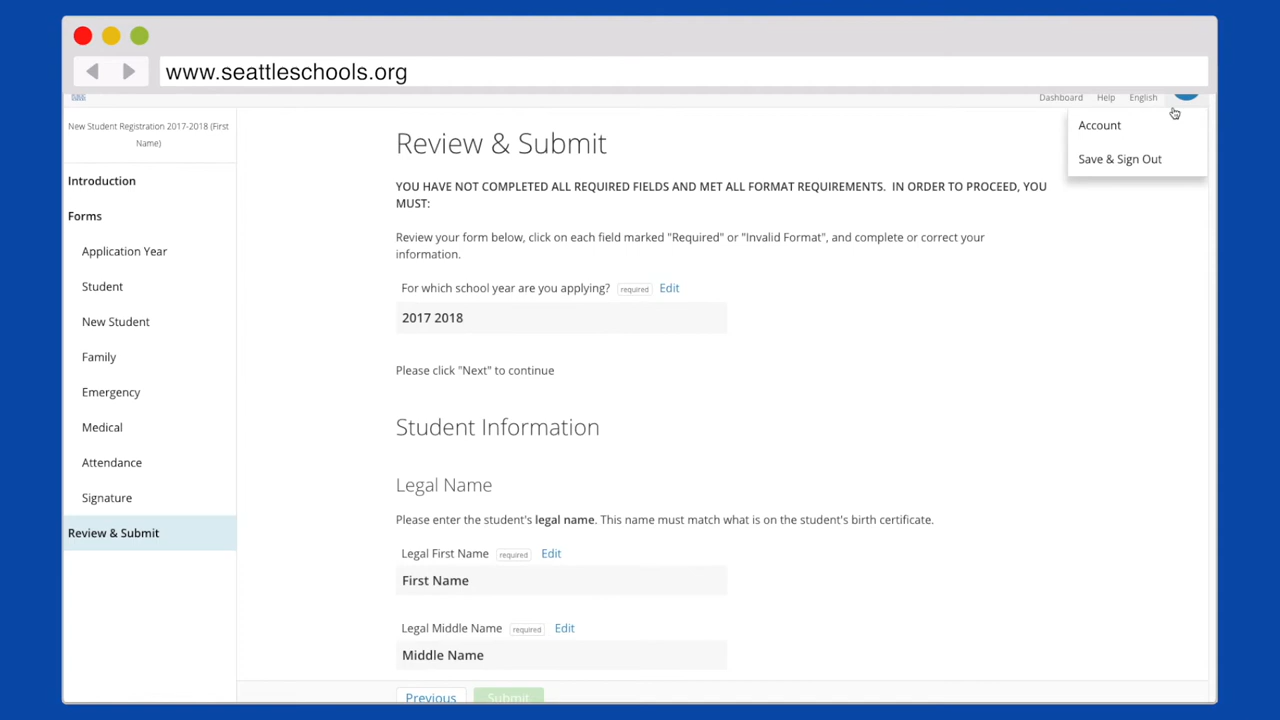 www.seattleschools.org
Dashboard Help English
New Student Registration 2017-2018 (First
Name)
Introduction
Forms
Application Year
Student
New Student
Family
Emergency
Medical
Attendance
Signature
Review & Submit
Account
Save & Sign Out
Review & Submit
YOU HAVE NOT COMPLETED ALL REQUIRED FIELDS AND MET ALL FORMAT REQUIREMENTS. IN ORDER TO PROCEED, YOU
MUST:
Review your form below, click on each field marked "Required" or "Invalid Format", and complete or correct your
information.
For which school year are you applying? required Edit
2017 2018
Please click "Next" to continue
Student Information
Legal Name
Please enter the student's legal name. This name must match what is on the student's birth certificate.
Legal First Name required Edit
First Name
Legal Middle Name required Edit
Middle Name
Previous Submit